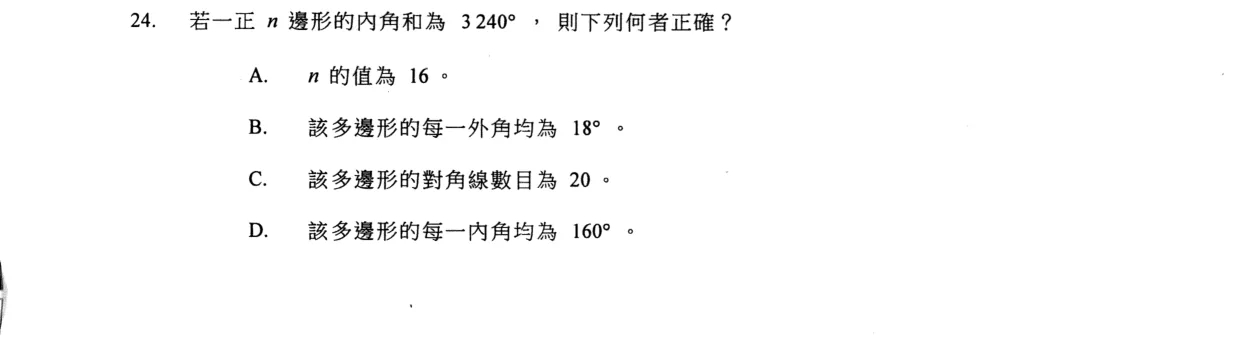 24. 若一正 n 邊形的內角和為 3 240° ， 則下列何者正確？
A. n 的值為 16 。
B. 該多邊形的每一外角均為 18° 。
C. 該多邊形的對角線數目為 20 。
D. 該多邊形的每一內角均為 160° 。